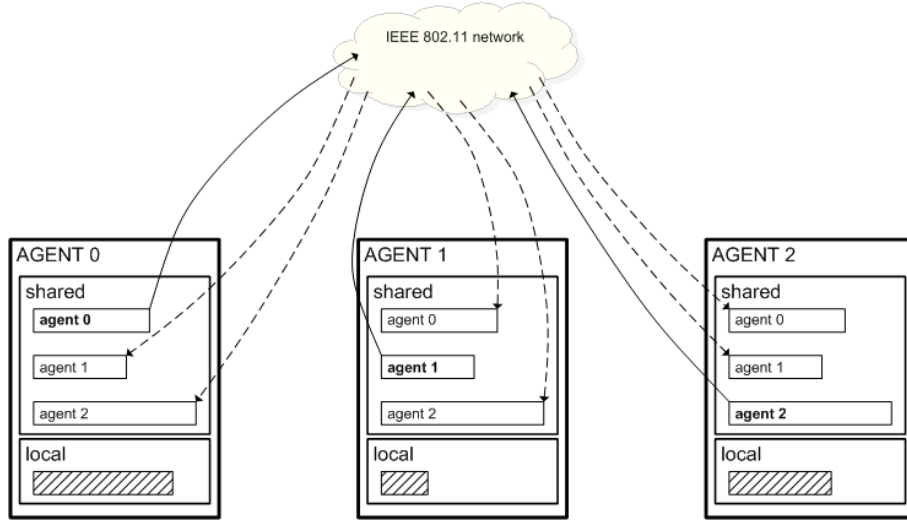 IEEE 802.11 network
AGENT 0
shared
agent 0
agent 1
agent 2
local
AGENT 1
shared
agent 0
agent 1
agent 2
local
AGENT 2
shared
agent 0
agent 1
agent 2
local